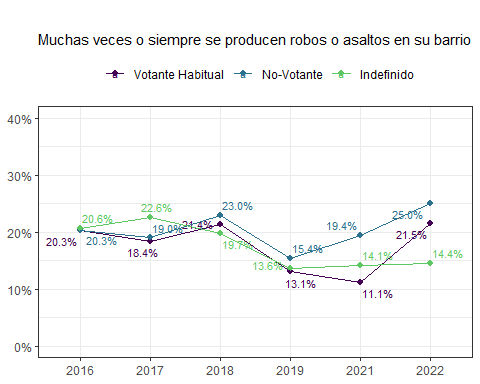 Muchas veces o siempre se producen robos o asaltos en su barrio
Votante Habitual No-Votante Indefinido
40%
30%
20%
10%
0%
20.6% 22.6% 23.0% 25.0%
20.3% 20.3% 18.4% 19.0% 21.4% 19.7% 19.4% 21.5%
13.6% 15.4% 14.1% 14.4%
13.1% 11.1%
2016 2017 2018 2019 2021 2022